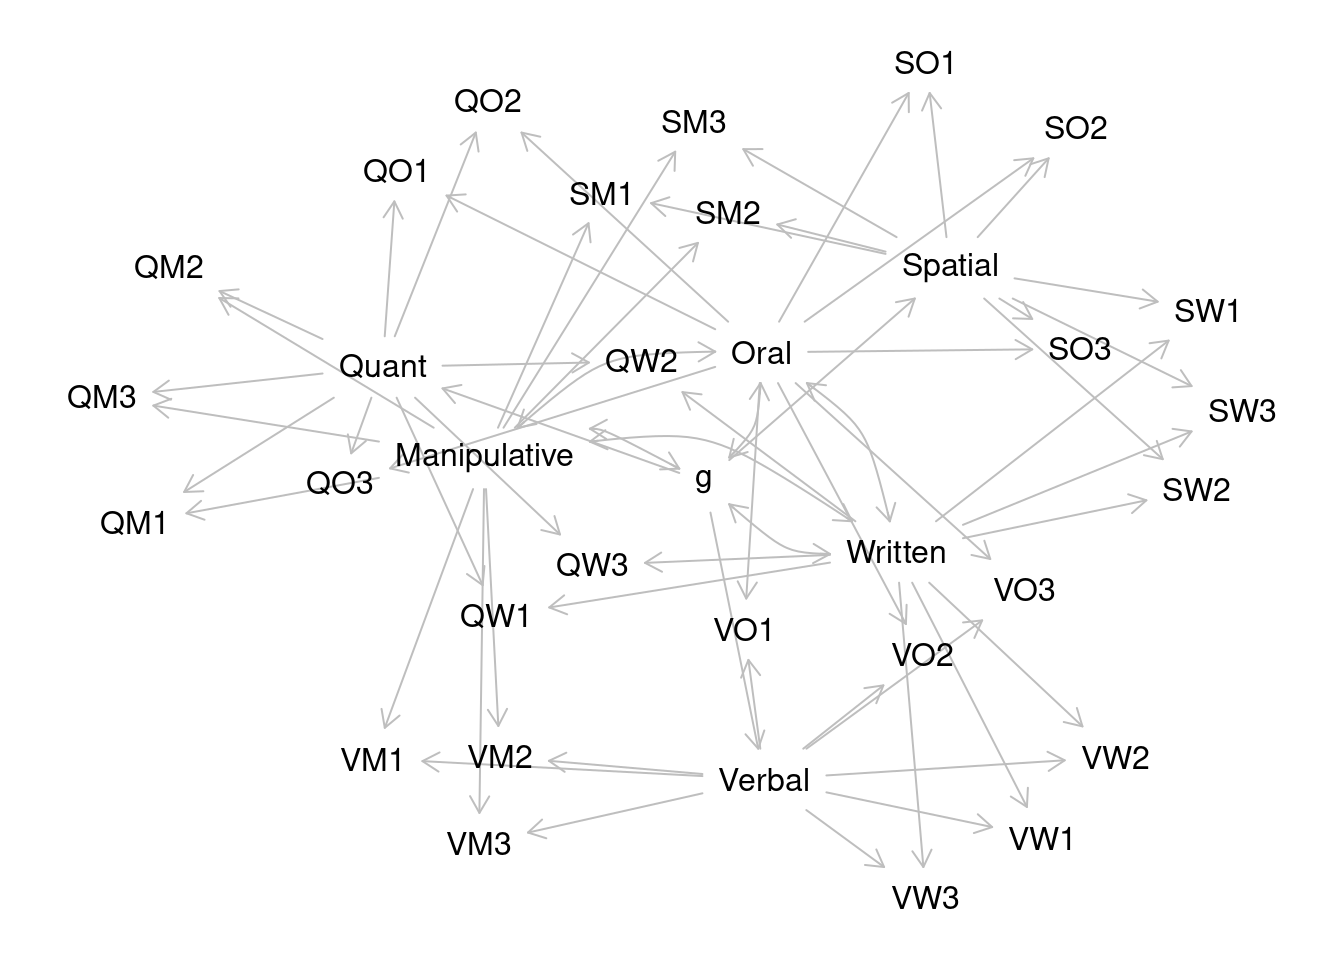 SO1
QO2
SM3
SO2
QO1
SM1
SM2
QM2
Spatial
SW1
Quant
QW2
Oral
SO3
QM3
SW3
Manipulative
QO3
g
SW2
QM1
QW3
Written
VO3
QW1
VO1
VO2
VM1
VM2
Verbal
VW2
VM3
VW1
VW3